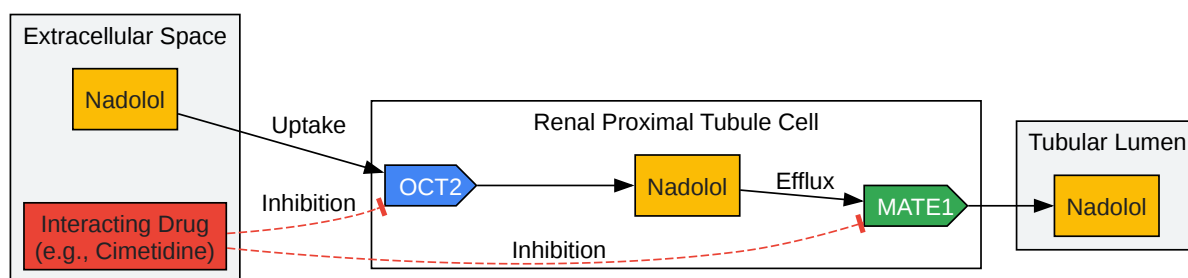 Extracellular Space
Nadolol
Uptake
Renal Proximal Tubule Cell
Tubular Lumen
OCT2
Nadolol
Efflux
MATE1
Nadolol
Inhibition
Interacting Drug
(e.g., Cimetidine)
Inhibition